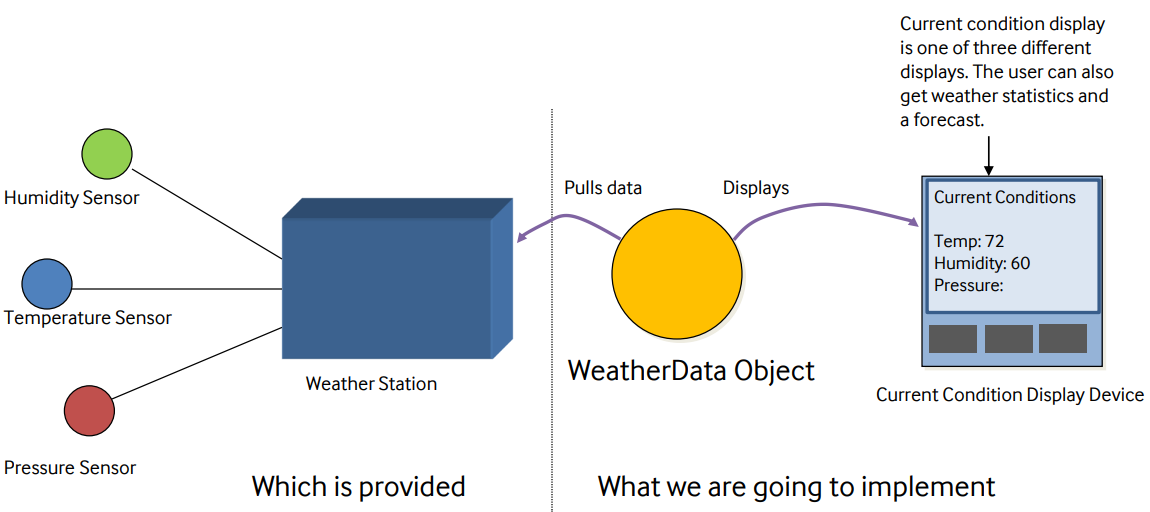 Current condition display
is one of three different
displays. The user can also
get weather statistics and
a forecast.
Humidity Sensor
Pulls data
Displays
Current Conditions
Temp: 72
Humidity: 60
Pressure:
Temperature Sensor
Weather Station
WeatherData Object
Current Condition Display Device
Pressure Sensor
Which is provided
What we are going to implement